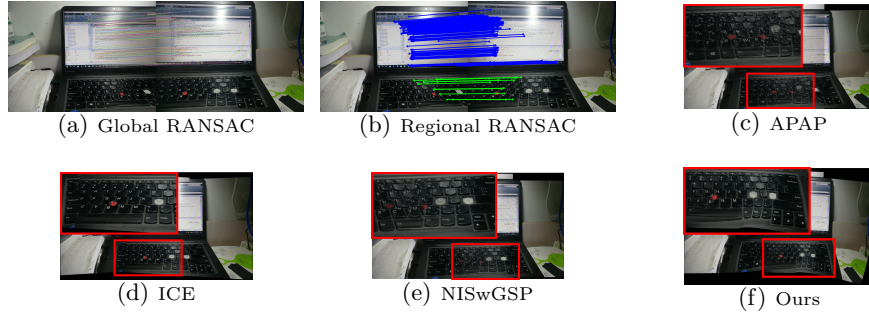 (a) Global RANSAC
(b) Regional RANSAC
(c) APAP
(d) ICE
(e) NISwGSP
(f) Ours